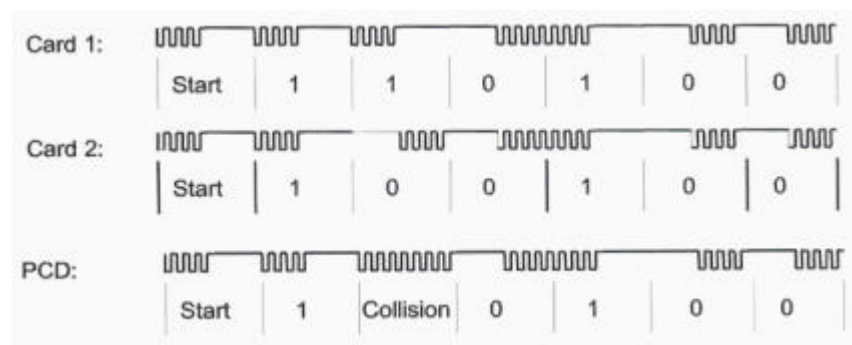 Card 1:
Start 1 1 0 1 0 0
Card 2:
Start 1 0 0 1 0 0
PCD:
Start 1 Collision 0 1 0 0